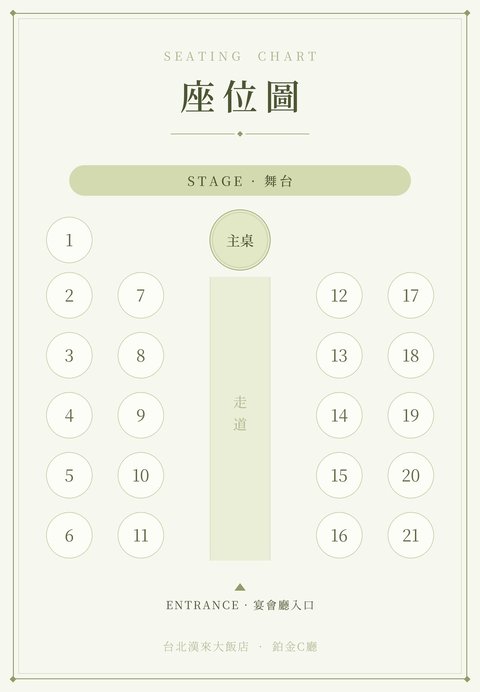 SEATING CHART
座位圖
STAGE · 舞台
1 主桌
2 7 12 17
3 8 13 18
4 9 14 19
5 10 15 20
6 11 16 21
走
道
ENTRANCE · 宴會廳入口
台北漢來大飯店 · 鉑金C廳